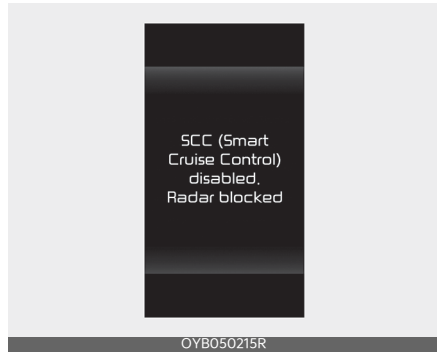 SCC (Smart
Cruise Control)
disabled.
Radar blocked
OYB050215R